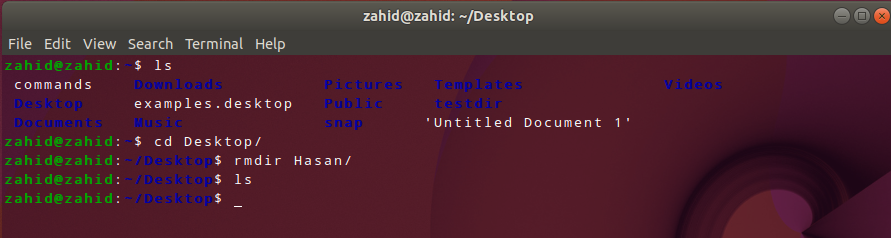 zahid@zahid: ~/Desktop
File Edit View Search Terminal Help
zahid@zahid:~$ ls
commands Downloads Pictures Templates Videos
Desktop examples.desktop Public testdir
Documents Music snap 'Untitled Document 1'
zahid@zahid:~$ cd Desktop/
zahid@zahid:~/Desktop$ rmdir Hasan/
zahid@zahid:~/Desktop$ ls
zahid@zahid:~/Desktop$ _